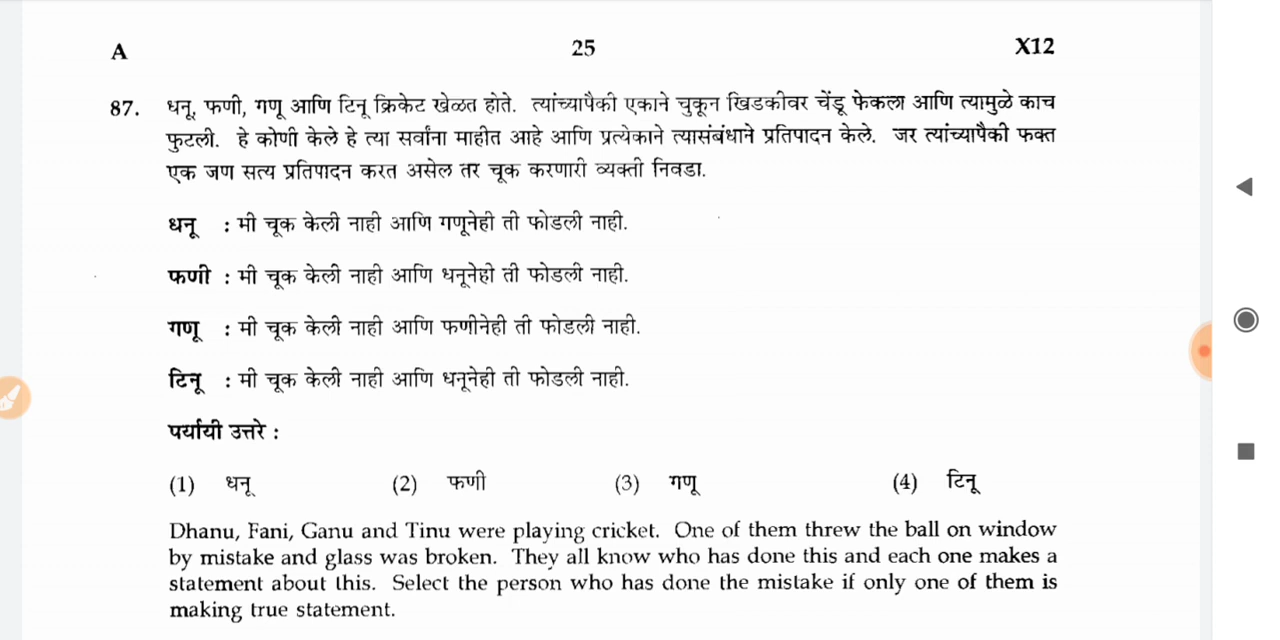 A 25 X12
87. धनू, फणी, गणू आणि टिनू क्रिकेट खेळत होते. त्यांच्यापैकी एकाने चुकून खिडकीवर चेंडू फेकला आणि त्यामुळे काच
फुटली. हे कोणी केले हे त्या सर्वांना माहीत आहे आणि प्रत्येकाने त्यासंबंधाने प्रतिपादन केले. जर त्यांच्यापैकी फक्त
एक जण सत्य प्रतिपादन करत असेल तर चूक करणारी व्यक्ती निवडा.
धनू : मी चूक केली नाही आणि गणूनेही ती फोडली नाही.
फणी : मी चूक केली नाही आणि धनूनेही ती फोडली नाही.
गणू : मी चूक केली नाही आणि फणीनेही ती फोडली नाही.
टिनू : मी चूक केली नाही आणि धनूनेही ती फोडली नाही.
पर्यायी उत्तरे :
(1) धनू (2) फणी (3) गणू (4) टिनू
Dhanu, Fani, Ganu and Tinu were playing cricket. One of them threw the ball on window
by mistake and glass was broken. They all know who has done this and each one makes a
statement about this. Select the person who has done the mistake if only one of them is
making true statement.